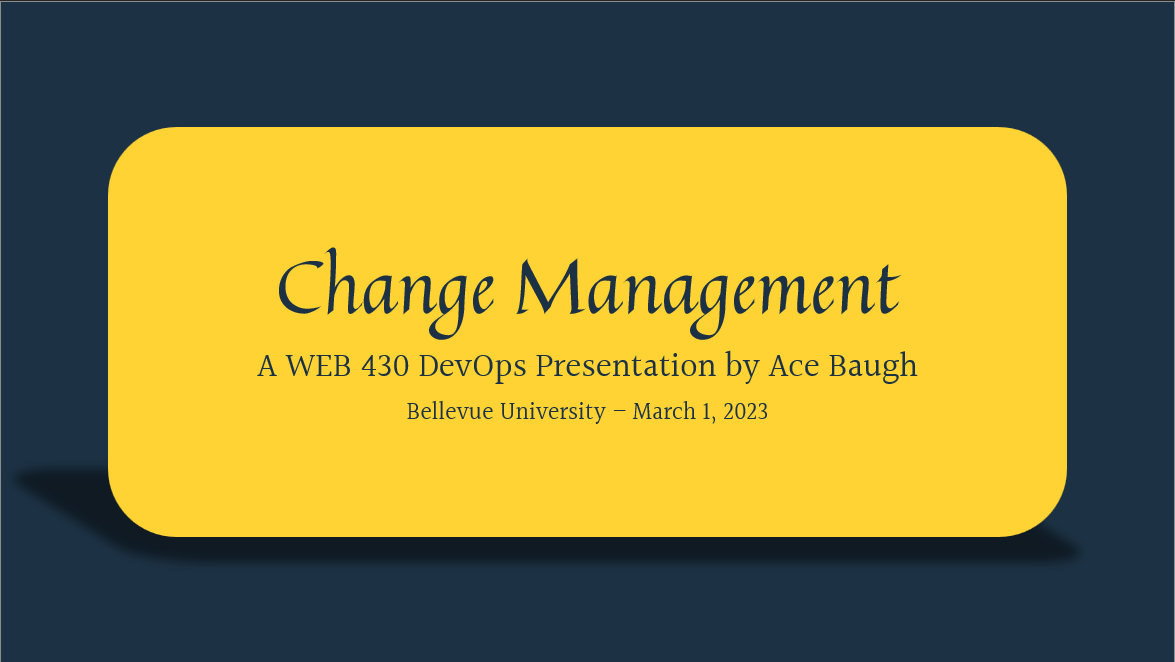 Change Management
A WEB 430 DevOps Presentation by Ace Baugh
Bellevue University – March 1, 2023